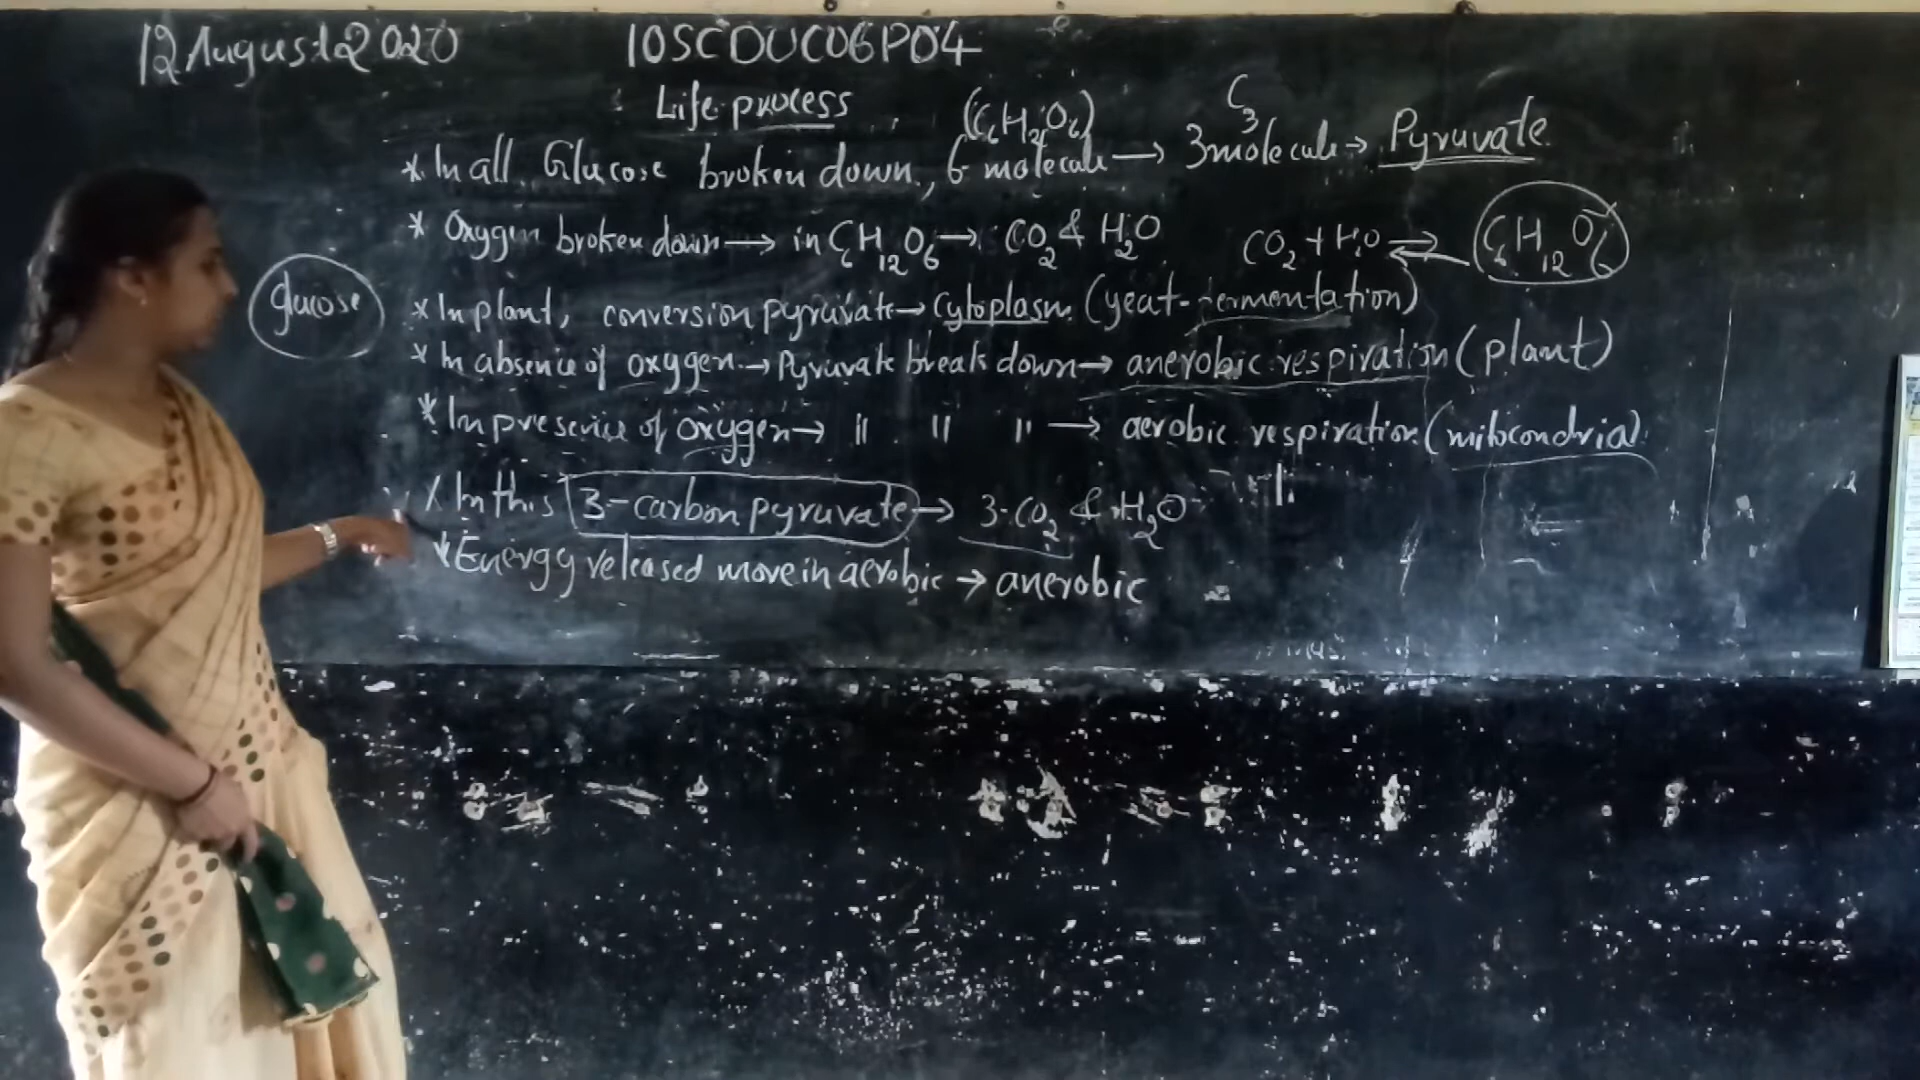 12 August 2020
10SCDUC06P04
Life process
(C6H12O6) C3
* In all Glucose broken down, 6 molecule → 3 molecule → Pyruvate
* Oxygen broken down → in C6H12O6 → CO2 & H2O CO2 + H2O ⇌ C6H12O6
glucose
* In plant, conversion pyruvate → Cytoplasm (yeat-fermentation)
* In absence of oxygen → Pyruvate break down → anerobic respiration (plant)
* In presence of oxygen → " " " → aerobic respiration (mitocondria)
* In this 3-carbon pyruvate → 3-CO2 & H2O
* Energy released move in aerobic → anerobic